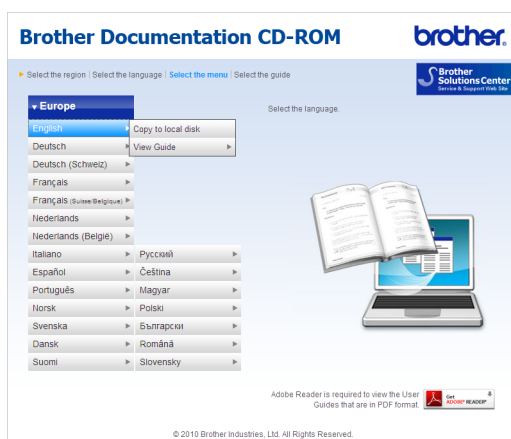 Brother Documentation CD-ROM
brother.
Select the region | Select the language | Select the menu | Select the guide
Brother
Solutions Center
Service & Support Web Site
Europe
Select the language.
English
Copy to local disk
Deutsch
View Guide
Deutsch (Schweiz)
Français
Français (Suisse/Belgique)
Nederlands
Nederlands (België)
Italiano
Русский
Español
Čeština
Português
Magyar
Norsk
Polski
Svenska
Български
Dansk
Română
Suomi
Slovensky
Adobe Reader is required to view the User
Guides that are in PDF format.
Get
ADOBE® READER®
© 2010 Brother Industries, Ltd. All Rights Reserved.